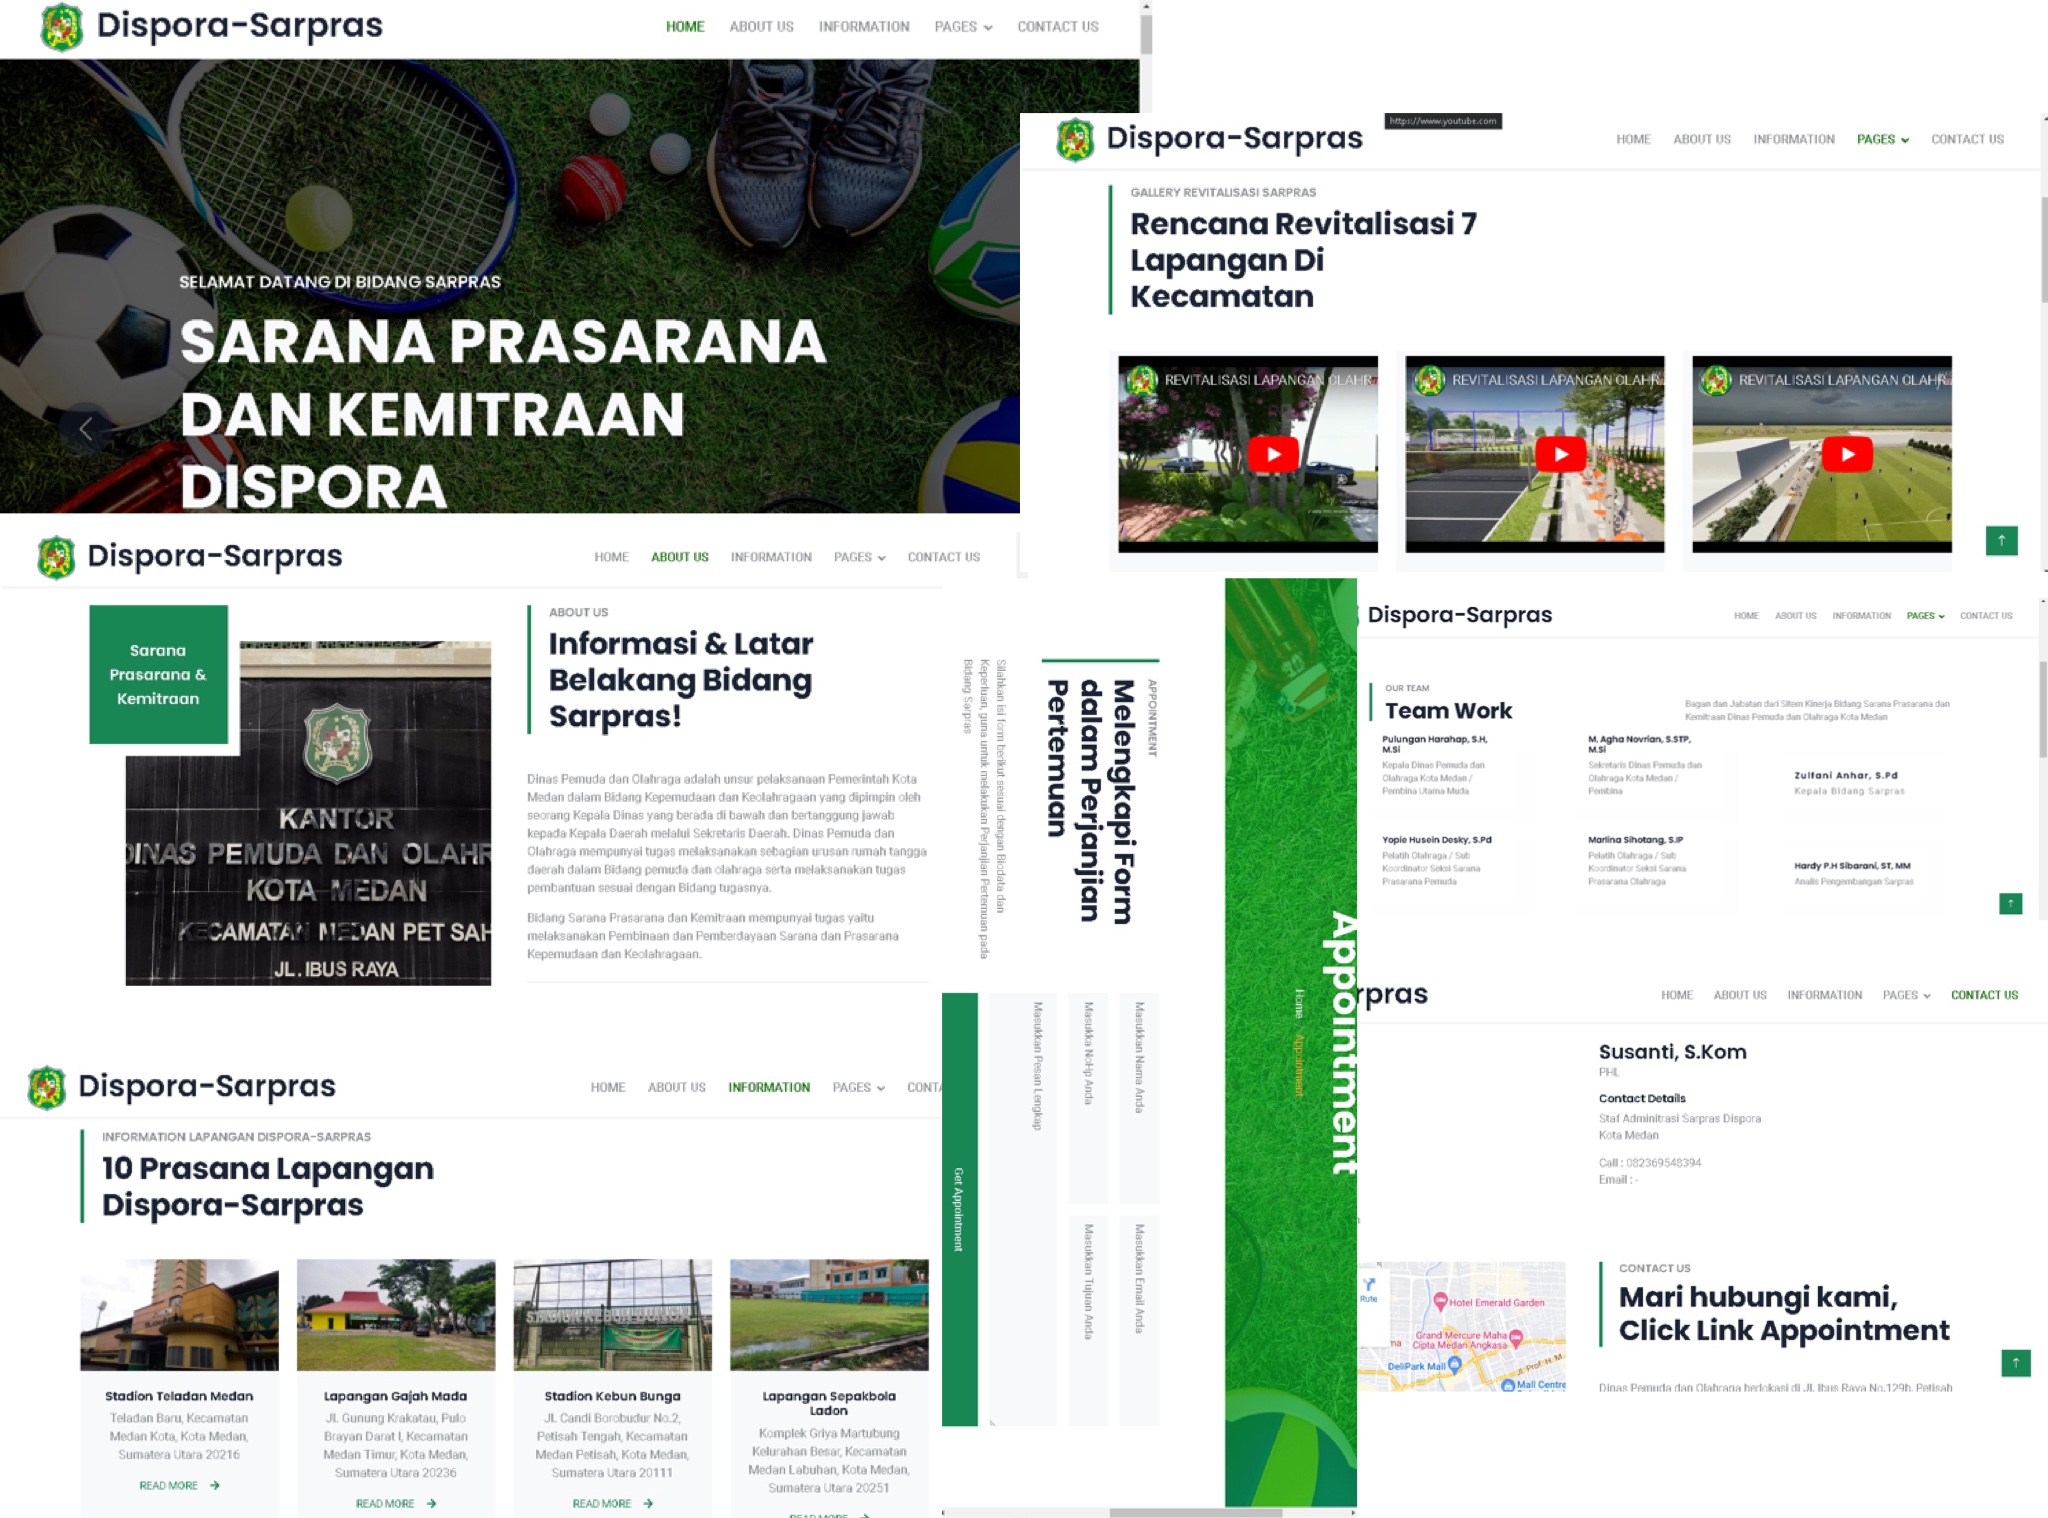 Dispora-Sarpras
HOME ABOUT US INFORMATION PAGES CONTACT US
SELAMAT DATANG DI BIDANG SARPRAS
SARANA PRASARANA
DAN KEMITRAAN
DISPORA
https://www.youtube.com
Dispora-Sarpras
HOME ABOUT US INFORMATION PAGES CONTACT US
GALLERY REVITALISASI SARPRAS
Rencana Revitalisasi 7
Lapangan Di
Kecamatan
REVITALISASI LAPANGAN OLAHR
REVITALISASI LAPANGAN OLAHR
REVITALISASI LAPANGAN OLAHR
Dispora-Sarpras
HOME ABOUT US INFORMATION PAGES CONTACT US
Sarana
Prasarana &
Kemitraan
KANTOR
DINAS PEMUDA DAN OLAHR
KOTA MEDAN
KECAMATAN MEDAN PET SAH
JL. IBUS RAYA
ABOUT US
Informasi & Latar
Belakang Bidang
Sarpras!
Dinas Pemuda dan Olahraga adalah unsur pelaksanaan Pemerintah Kota
Medan dalam Bidang Kepemudaan dan Keolahragaan yang dipimpin oleh
seorang Kepala Dinas yang berada di bawah dan bertanggung jawab
kepada Kepala Daerah melalui Sekretaris Daerah. Dinas Pemuda dan
Olahraga mempunyai tugas melaksanakan sebagian urusan rumah tangga
daerah dalam Bidang pemuda dan olahraga serta melaksanakan tugas
pembantuan sesuai dengan Bidang tugasnya.
Bidang Sarana Prasarana dan Kemitraan mempunyai tugas yaitu
melaksanakan Pembinaan dan Pemberdayaan Sarana dan Prasarana
Kepemudaan dan Keolahragaan.
Appointment
Home Appointment
APPOINTMENT
Melengkapi Form
dalam Perjanjian
Pertemuan
Silahkan isi form berikut sesuai dengan Biodata dan
Keperluan, guna untuk melakukan Perjanjian Pertemuan pada
Bidang Sarpras
Masukkan Nama Anda
Masukkan Email Anda
Masukka NoHp Anda
Masukkan Tujuan Anda
Masukkan Pesan Lengkap
Get Appointment
Dispora-Sarpras
HOME ABOUT US INFORMATION PAGES CONTACT US
OUR TEAM
Team Work
Bagan dan Jabatan dari Sitem Kinerja Bidang Sarana Prasarana dan
Kemitraan Dinas Pemuda dan Olahraga Kota Medan
Pulungan Harahap, S.H,
M.Si
Kepala Dinas Pemuda dan
Olahraga Kota Medan /
Pembina Utama Muda
M. Agha Novrian, S.STP,
M.Si
Sekretaris Dinas Pemuda dan
Olahraga Kota Medan /
Pembina
Zulfani Anhar, S.Pd
Kepala Bidang Sarpras
Yopie Husein Desky, S.Pd
Pelatih Olahraga / Sub
Koordinator Seksi Sarana
Prasarana Pemuda
Marlina Sihotang, S.IP
Pelatih Olahraga / Sub
Koordinator Seksi Sarana
Prasarana Olahraga
Hardy P.H Sibarani, ST, MM
Analis Pengembangan Sarpras
rpras
HOME ABOUT US INFORMATION PAGES CONTACT US
Susanti, S.Kom
PHL
Contact Details
Staf Adminitrasi Sarpras Dispora
Kota Medan
Call : 082369548394
Email : -
Rute
Hotel Emerald Garden
Grand Mercure Maha
Cipta Medan Angkasa
DeliPark Mall
Mall Centre
CONTACT US
Mari hubungi kami,
Click Link Appointment
Dinas Pemuda dan Olahraga berlokasi di Jl. Ibus Raya No.129b, Petisah
Dispora-Sarpras
HOME ABOUT US INFORMATION PAGES CONTA
INFORMATION LAPANGAN DISPORA-SARPRAS
10 Prasana Lapangan
Dispora-Sarpras
STADION KEBUN BUNGA
Stadion Teladan Medan
Teladan Baru, Kecamatan
Medan Kota, Kota Medan,
Sumatera Utara 20216
READ MORE
Lapangan Gajah Mada
Jl. Gunung Krakatau, Pulo
Brayan Darat I, Kecamatan
Medan Timur, Kota Medan,
Sumatera Utara 20236
READ MORE
Stadion Kebun Bunga
Jl. Candi Borobudur No.2,
Petisah Tengah, Kecamatan
Medan Petisah, Kota Medan,
Sumatera Utara 20111
READ MORE
Lapangan Sepakbola
Ladon
Komplek Griya Martubung
Kelurahan Besar, Kecamatan
Medan Labuhan, Kota Medan,
Sumatera Utara 20251
READ MORE